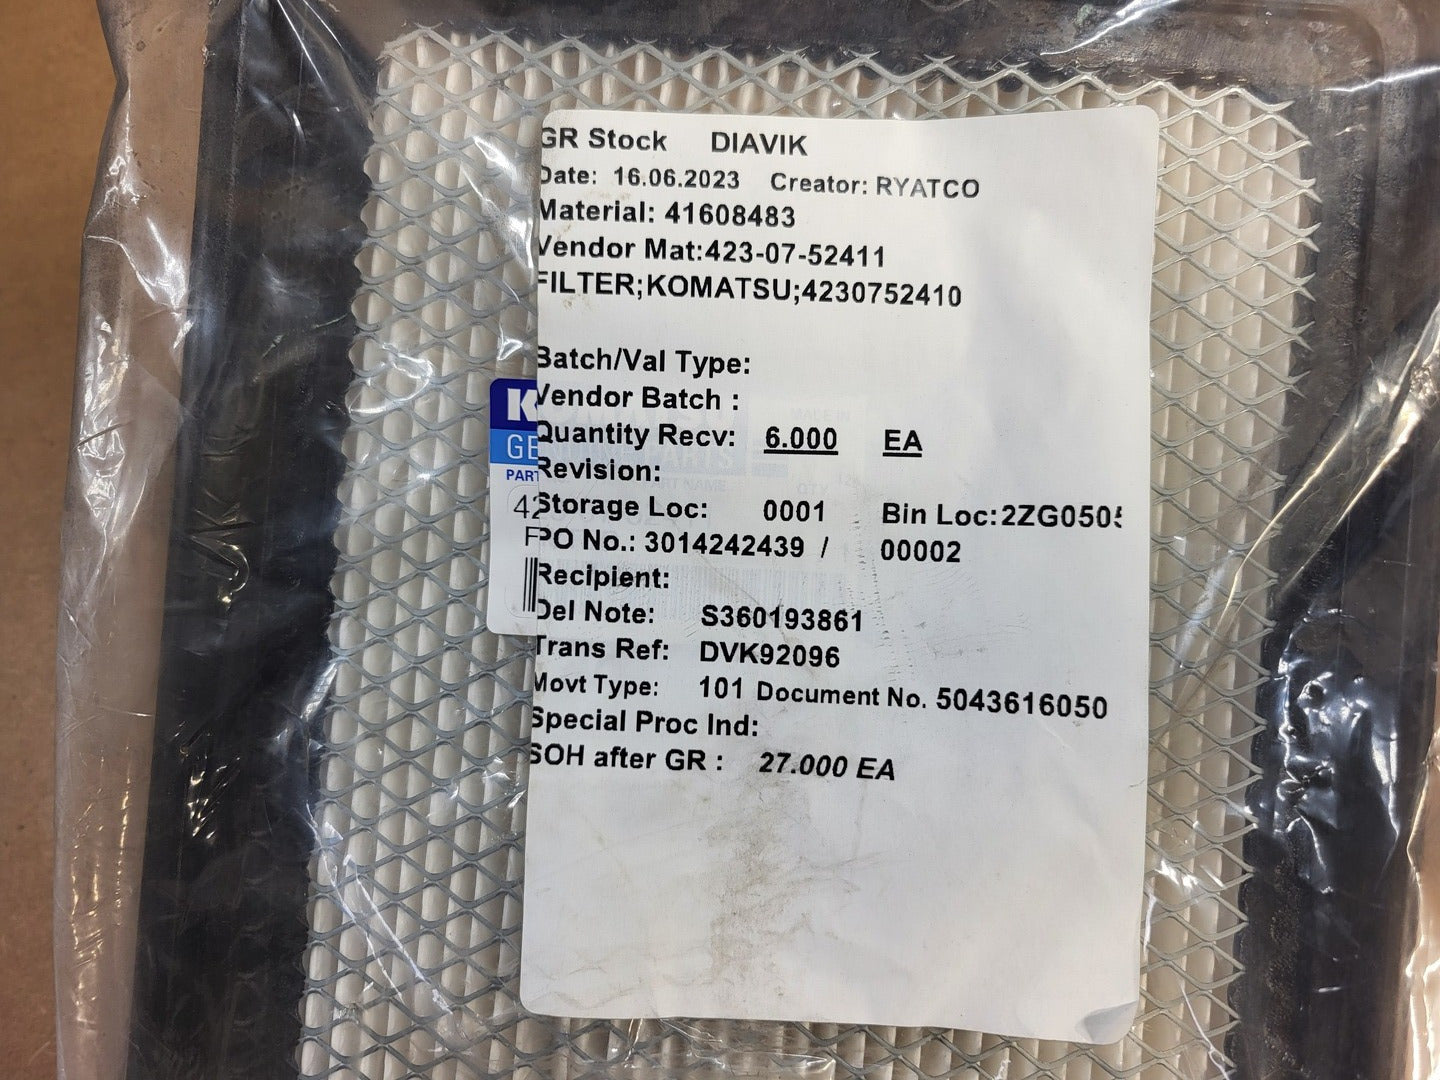 GR Stock DIAVIK
Date: 16.06.2023 Creator: RYATCO
Material: 41608483
Vendor Mat:423-07-52411
FILTER;KOMATSU;4230752410
Batch/Val Type:
Vendor Batch :
Quantity Recv: 6.000 EA
Revision:
Storage Loc: 0001 Bin Loc:2ZG0505
PO No.: 3014242439 / 00002
Recipient:
Del Note: S360193861
Trans Ref: DVK92096
Movt Type: 101 Document No. 5043616050
Special Proc Ind:
SOH after GR : 27.000 EA
K
GE
PART
42
F